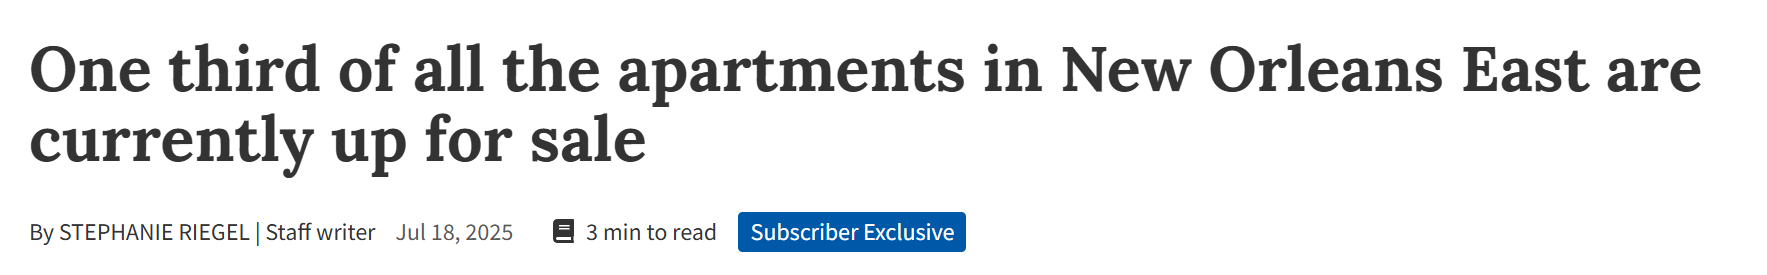 One third of all the apartments in New Orleans East are
currently up for sale
By STEPHANIE RIEGEL | Staff writer Jul 18, 2025 3 min to read Subscriber Exclusive